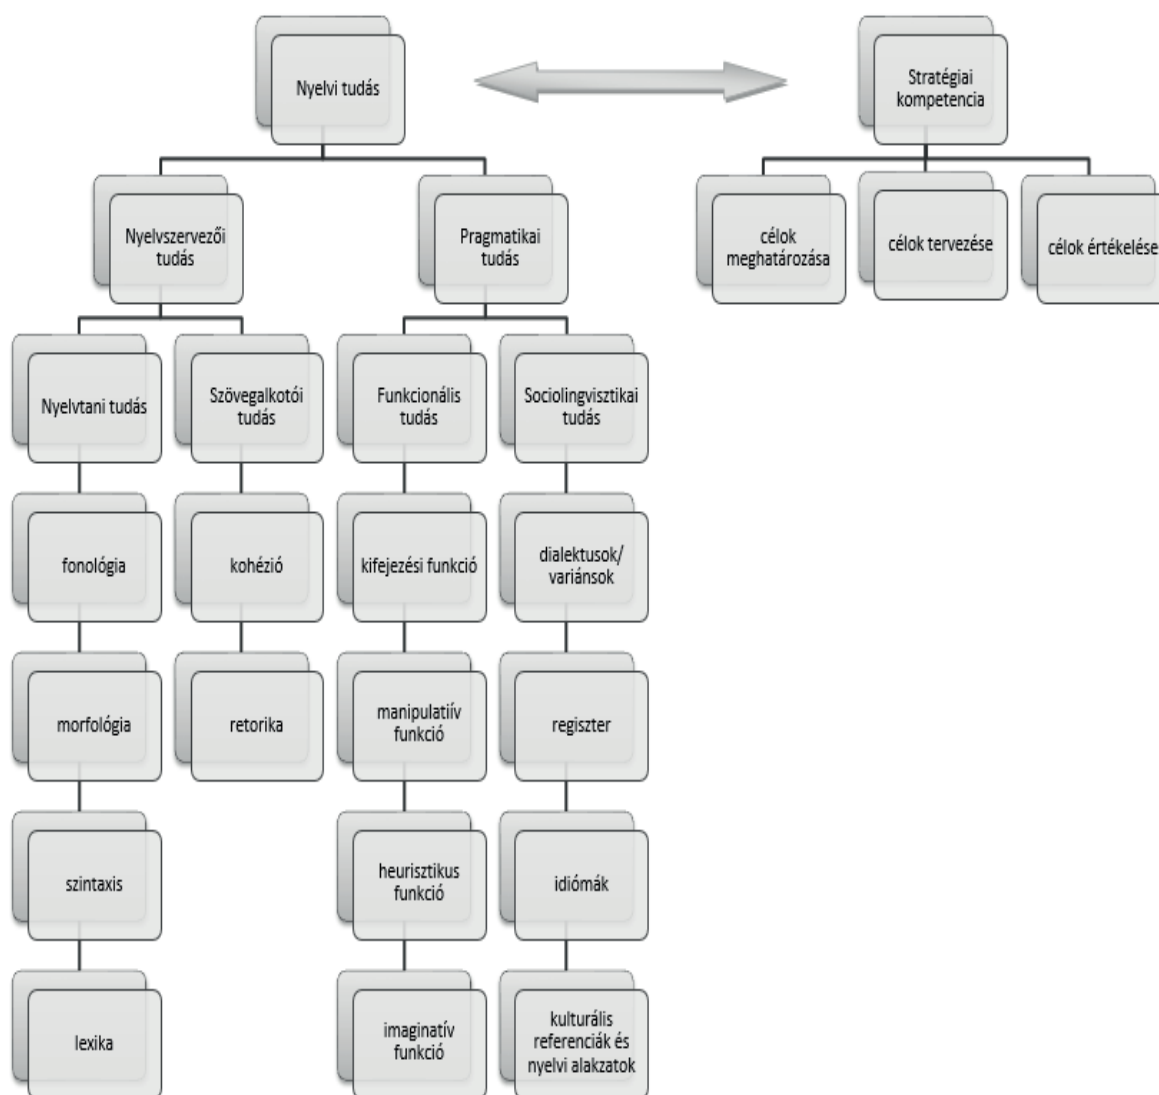 Nyelvi tudás
Stratégiai
kompetencia
Nyelvszervezői
tudás
Pragmatikai
tudás
célok
meghatározása
célok tervezése
célok értékelése
Nyelvtani tudás
Szövegalkotói
tudás
Funkcionális
tudás
Sociolingvisztikai
tudás
fonológia
kohézió
kifejezési funkció
dialektusok/
variánsok
morfológia
retorika
manipulatiív
funkció
regiszter
szintaxis
heurisztikus
funkció
idiómák
lexika
imaginatív
funkció
kulturális
referenciák és
nyelvi alakzatok